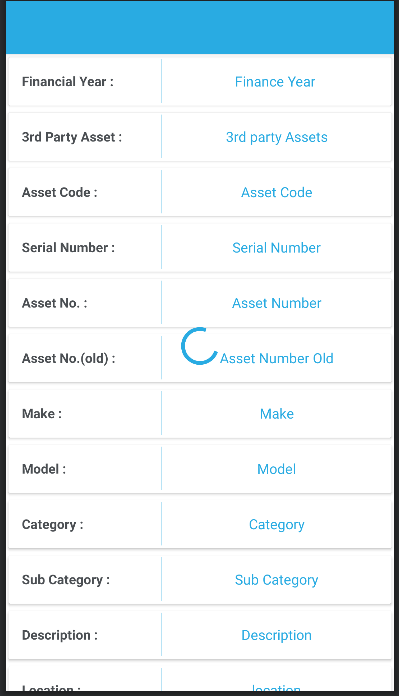 Financial Year : Finance Year
3rd Party Asset : 3rd party Assets
Asset Code : Asset Code
Serial Number : Serial Number
Asset No. : Asset Number
Asset No.(old) : Asset Number Old
Make : Make
Model : Model
Category : Category
Sub Category : Sub Category
Description : Description
Location : location